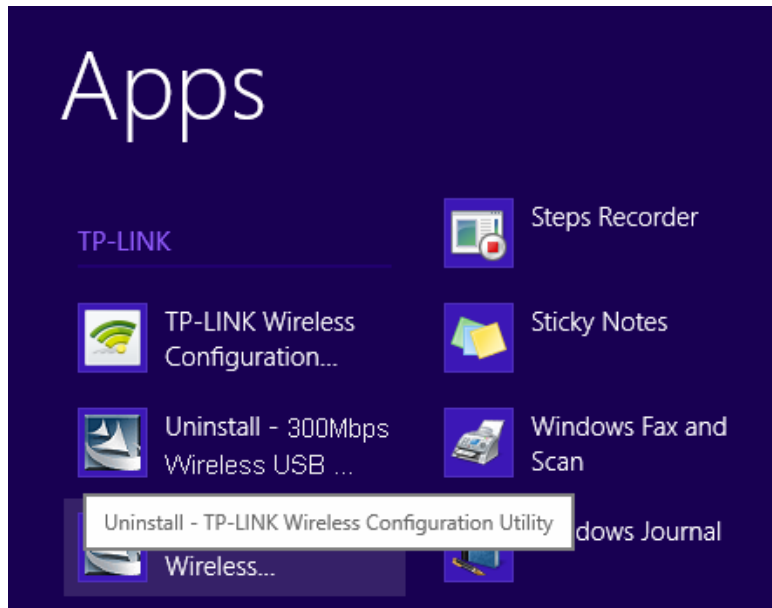 Apps
TP-LINK
TP-LINK Wireless
Configuration...
Uninstall - 300Mbps
Wireless USB ...
Uninstall - TP-LINK Wireless Configuration Utility
Wireless...
Steps Recorder
Sticky Notes
Windows Fax and
Scan
dows Journal